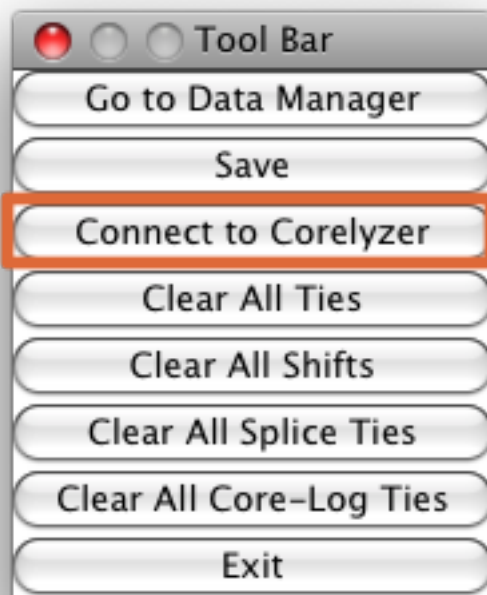 Tool Bar
Go to Data Manager
Save
Connect to Corelyzer
Clear All Ties
Clear All Shifts
Clear All Splice Ties
Clear All Core-Log Ties
Exit